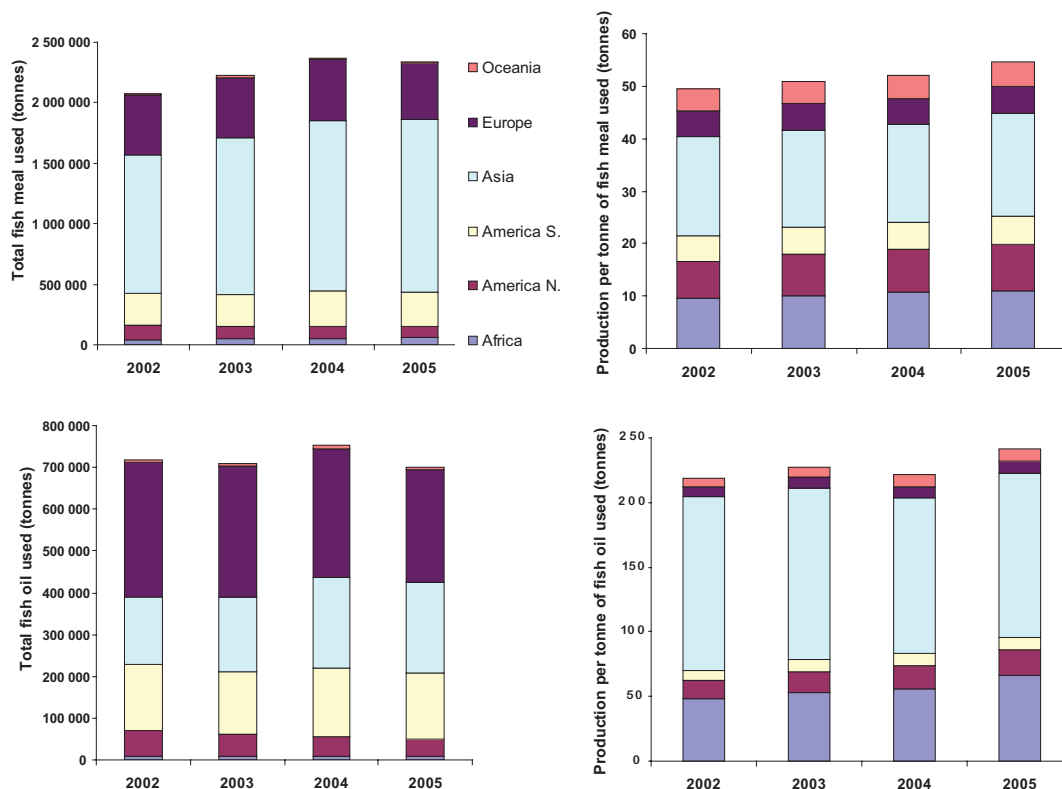 Total fish meal used (tonnes)
2 500 000
2 000 000
1 500 000
1 000 000
500 000
0
2002
2003
2004
2005
Oceania
Europe
Asia
America S.
America N.
Africa
Production per tonne of fish meal used (tonnes)
60
50
40
30
20
10
0
2002
2003
2004
2005
Total fish oil used (tonnes)
800 000
700 000
600 000
500 000
400 000
300 000
200 000
100 000
0
2002
2003
2004
2005
Production per tonne of fish oil used (tonnes)
250
200
150
100
50
0
2002
2003
2004
2005